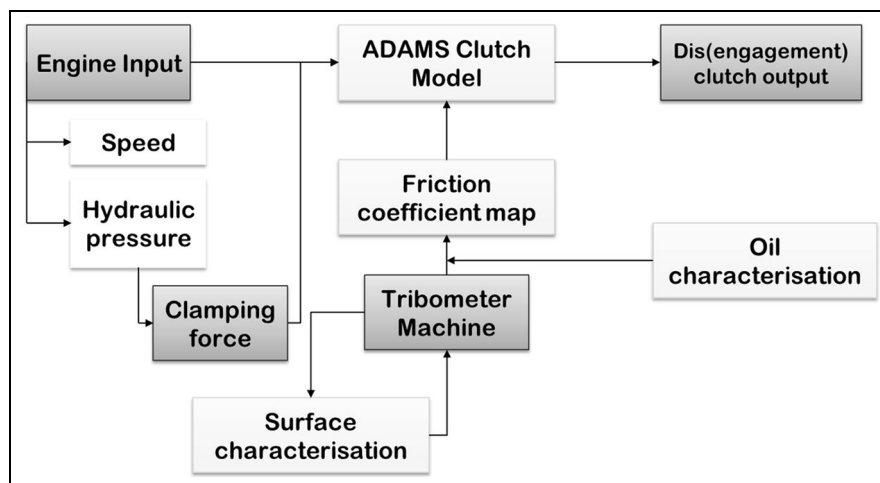 Engine Input
ADAMS Clutch
Model
Dis(engagement)
clutch output
Speed
Hydraulic
pressure
Friction
coefficient map
Oil
characterisation
Clamping
force
Tribometer
Machine
Surface
characterisation